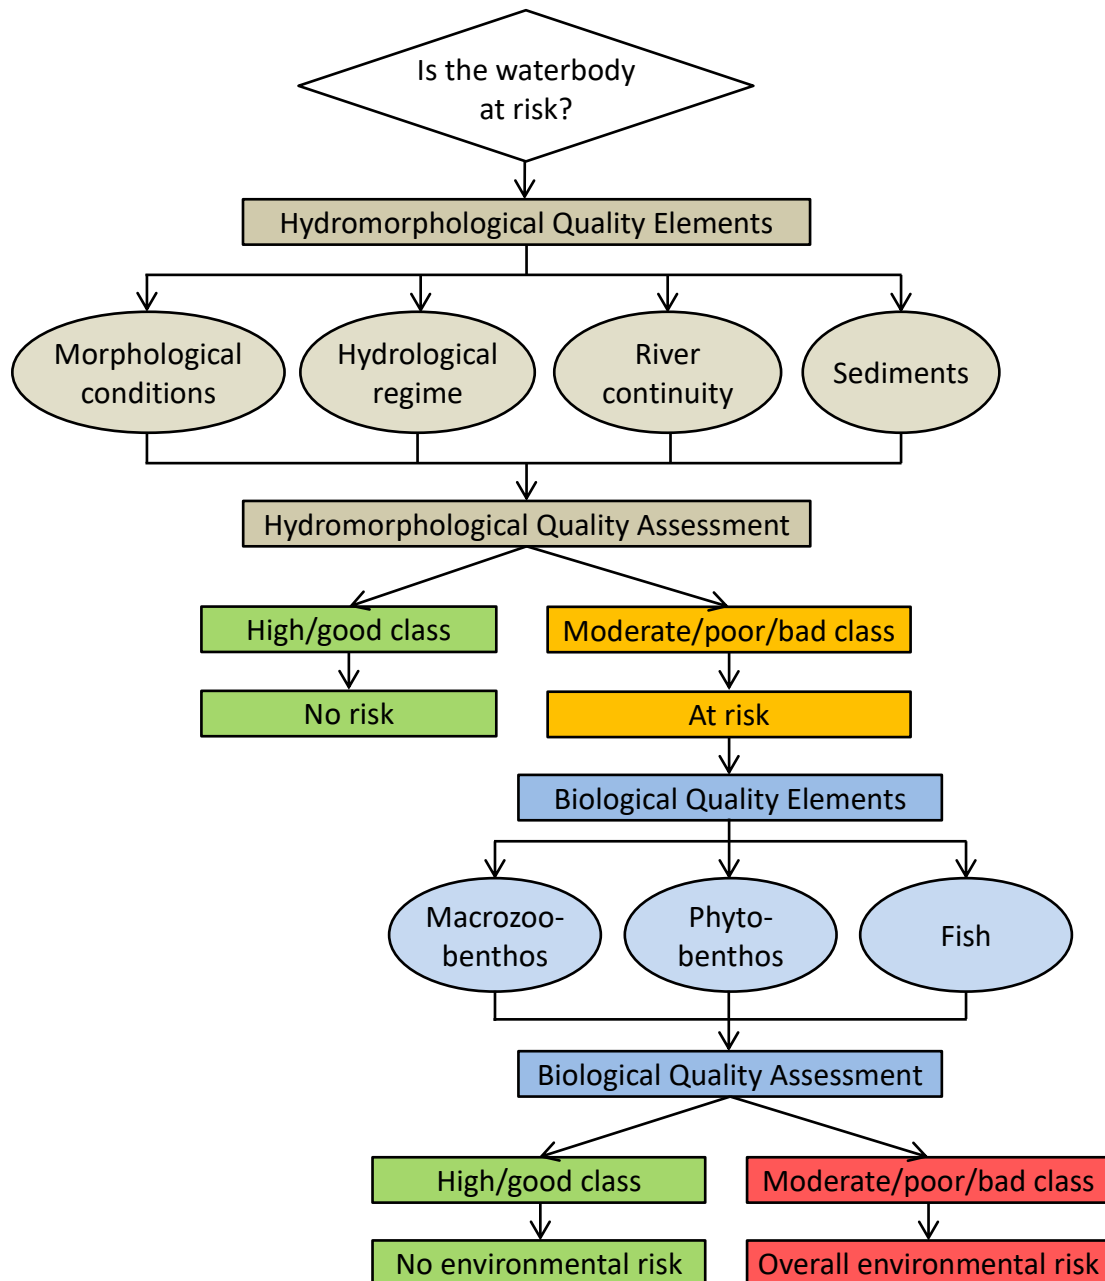 Is the waterbody
at risk?
Hydromorphological Quality Elements
Morphological
conditions
Hydrological
regime
River
continuity
Sediments
Hydromorphological Quality Assessment
High/good class
Moderate/poor/bad class
No risk
At risk
Biological Quality Elements
Macrozoo-
benthos
Phyto-
benthos
Fish
Biological Quality Assessment
High/good class
Moderate/poor/bad class
No environmental risk
Overall environmental risk